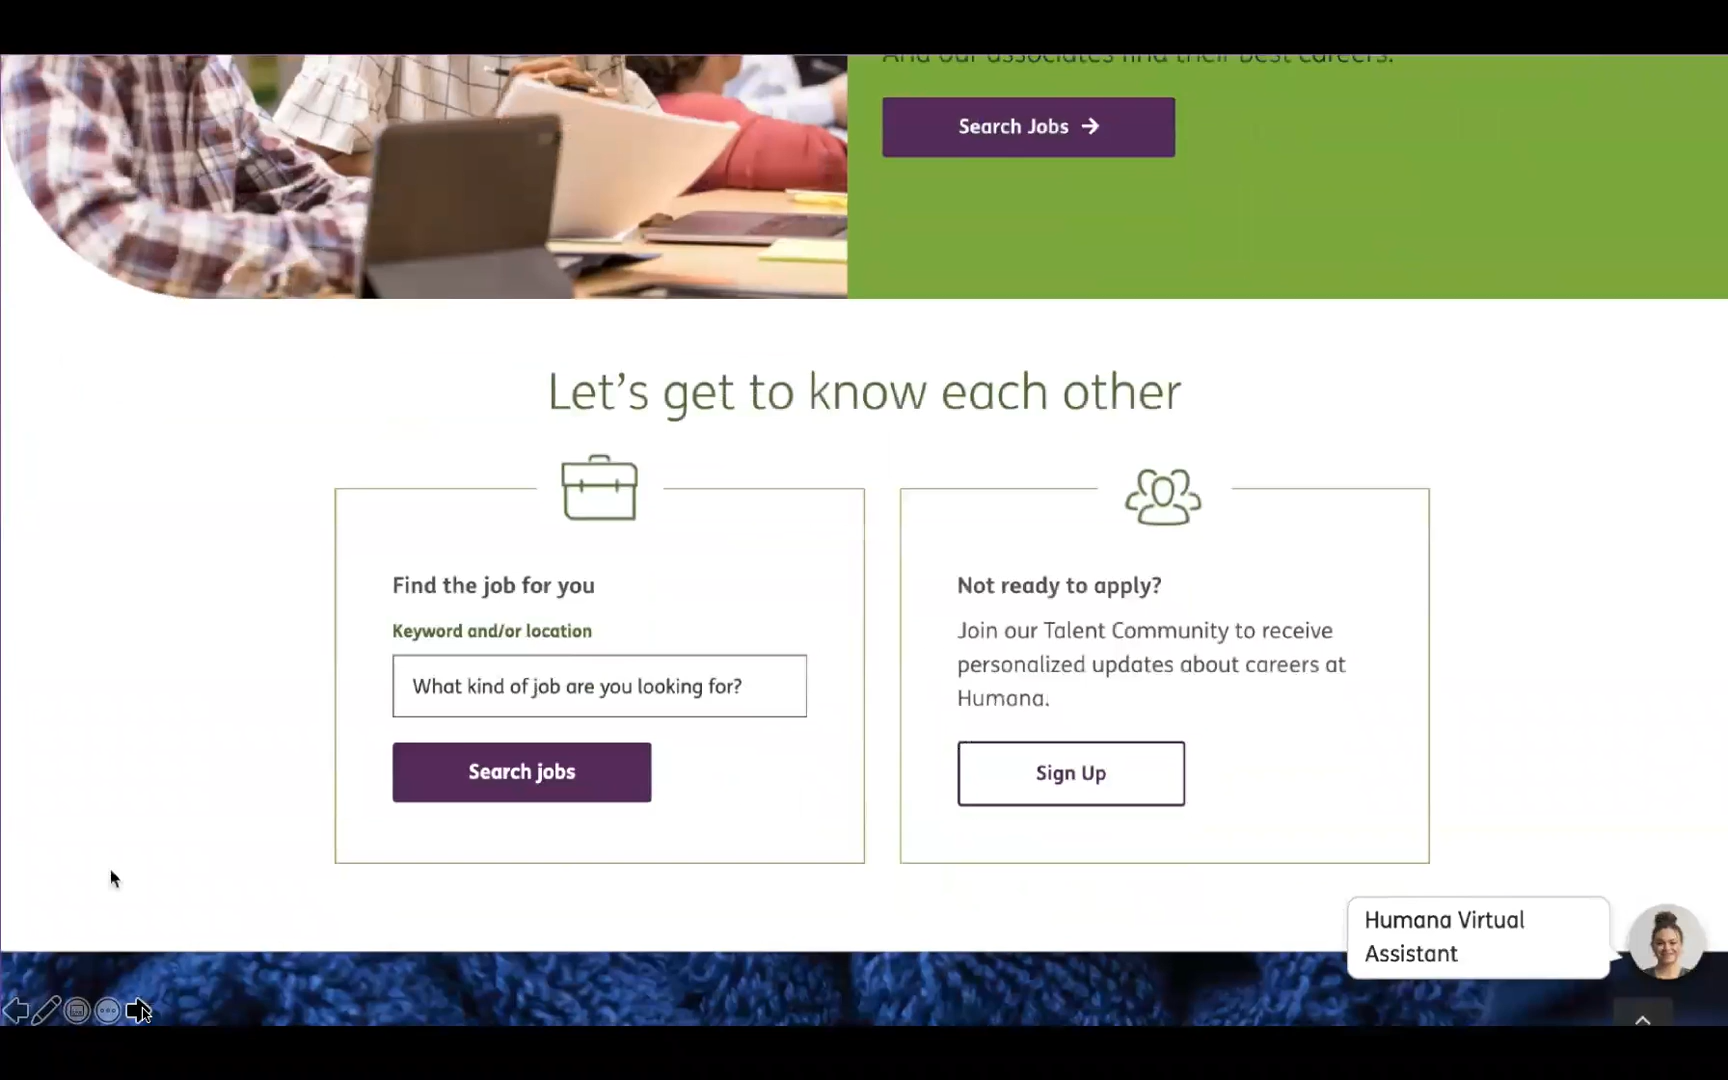 And our associates find their best careers.
Search Jobs →
Let's get to know each other
Find the job for you
Keyword and/or location
What kind of job are you looking for?
Search jobs
Not ready to apply?
Join our Talent Community to receive
personalized updates about careers at
Humana.
Sign Up
Humana Virtual
Assistant